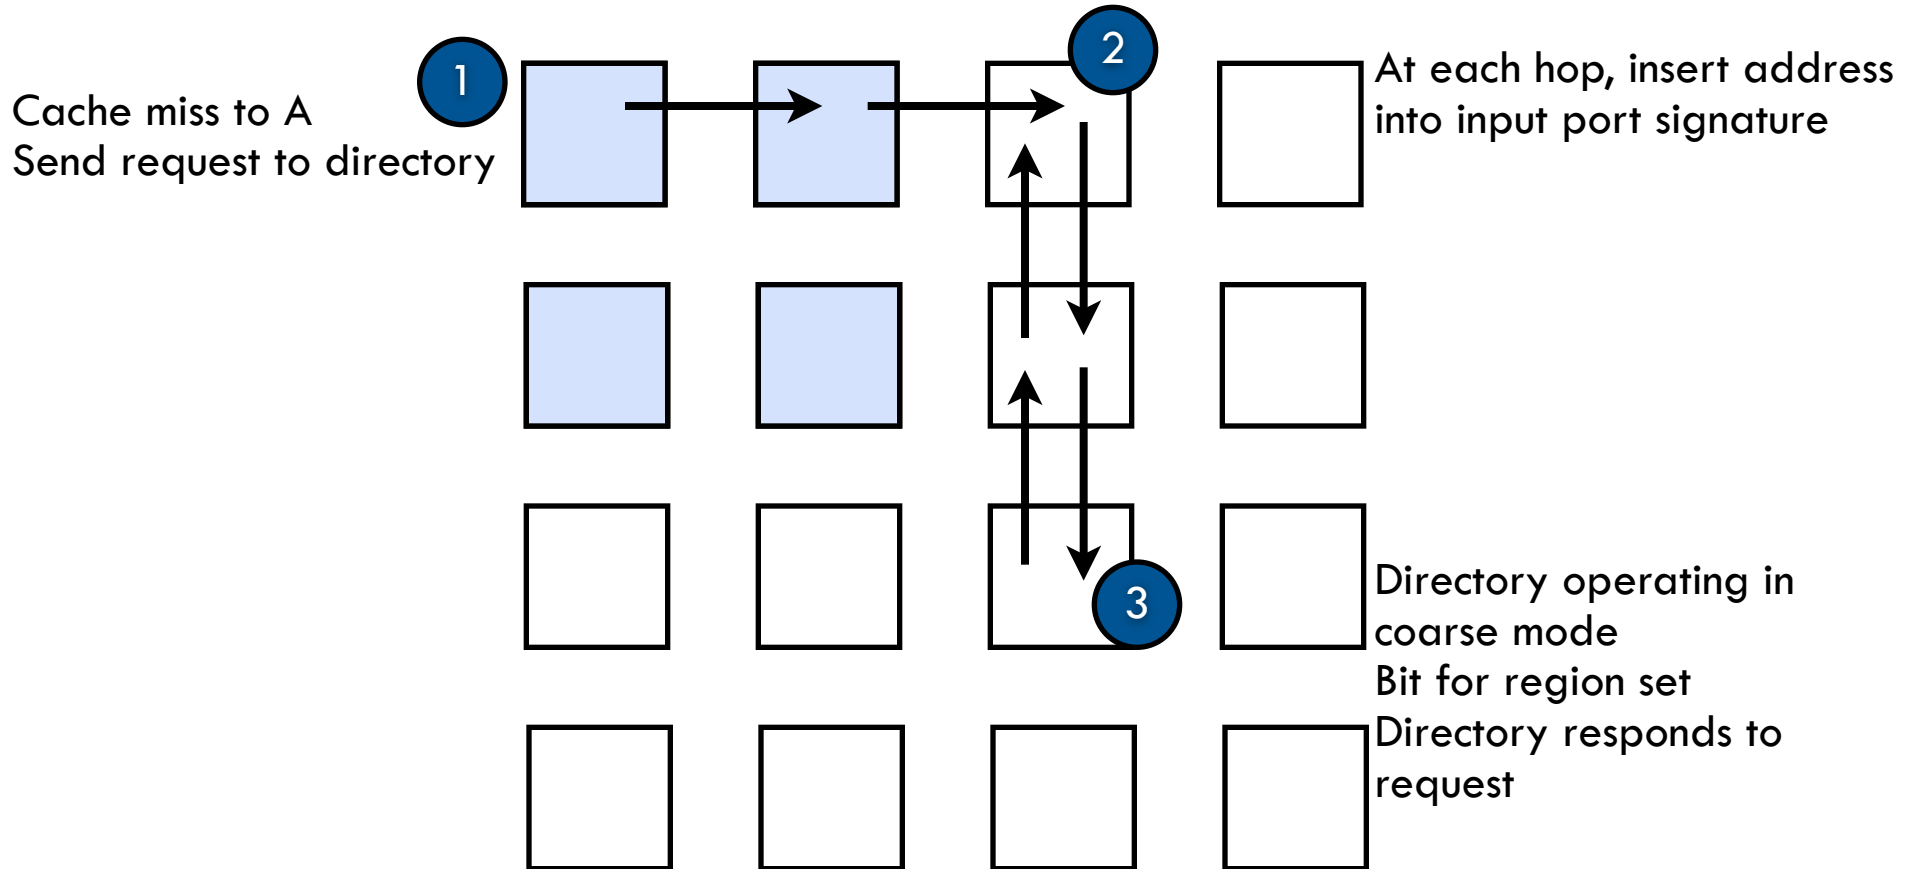 1
Cache miss to A
Send request to directory
2
At each hop, insert address
into input port signature
3
Directory operating in
coarse mode
Bit for region set
Directory responds to
request